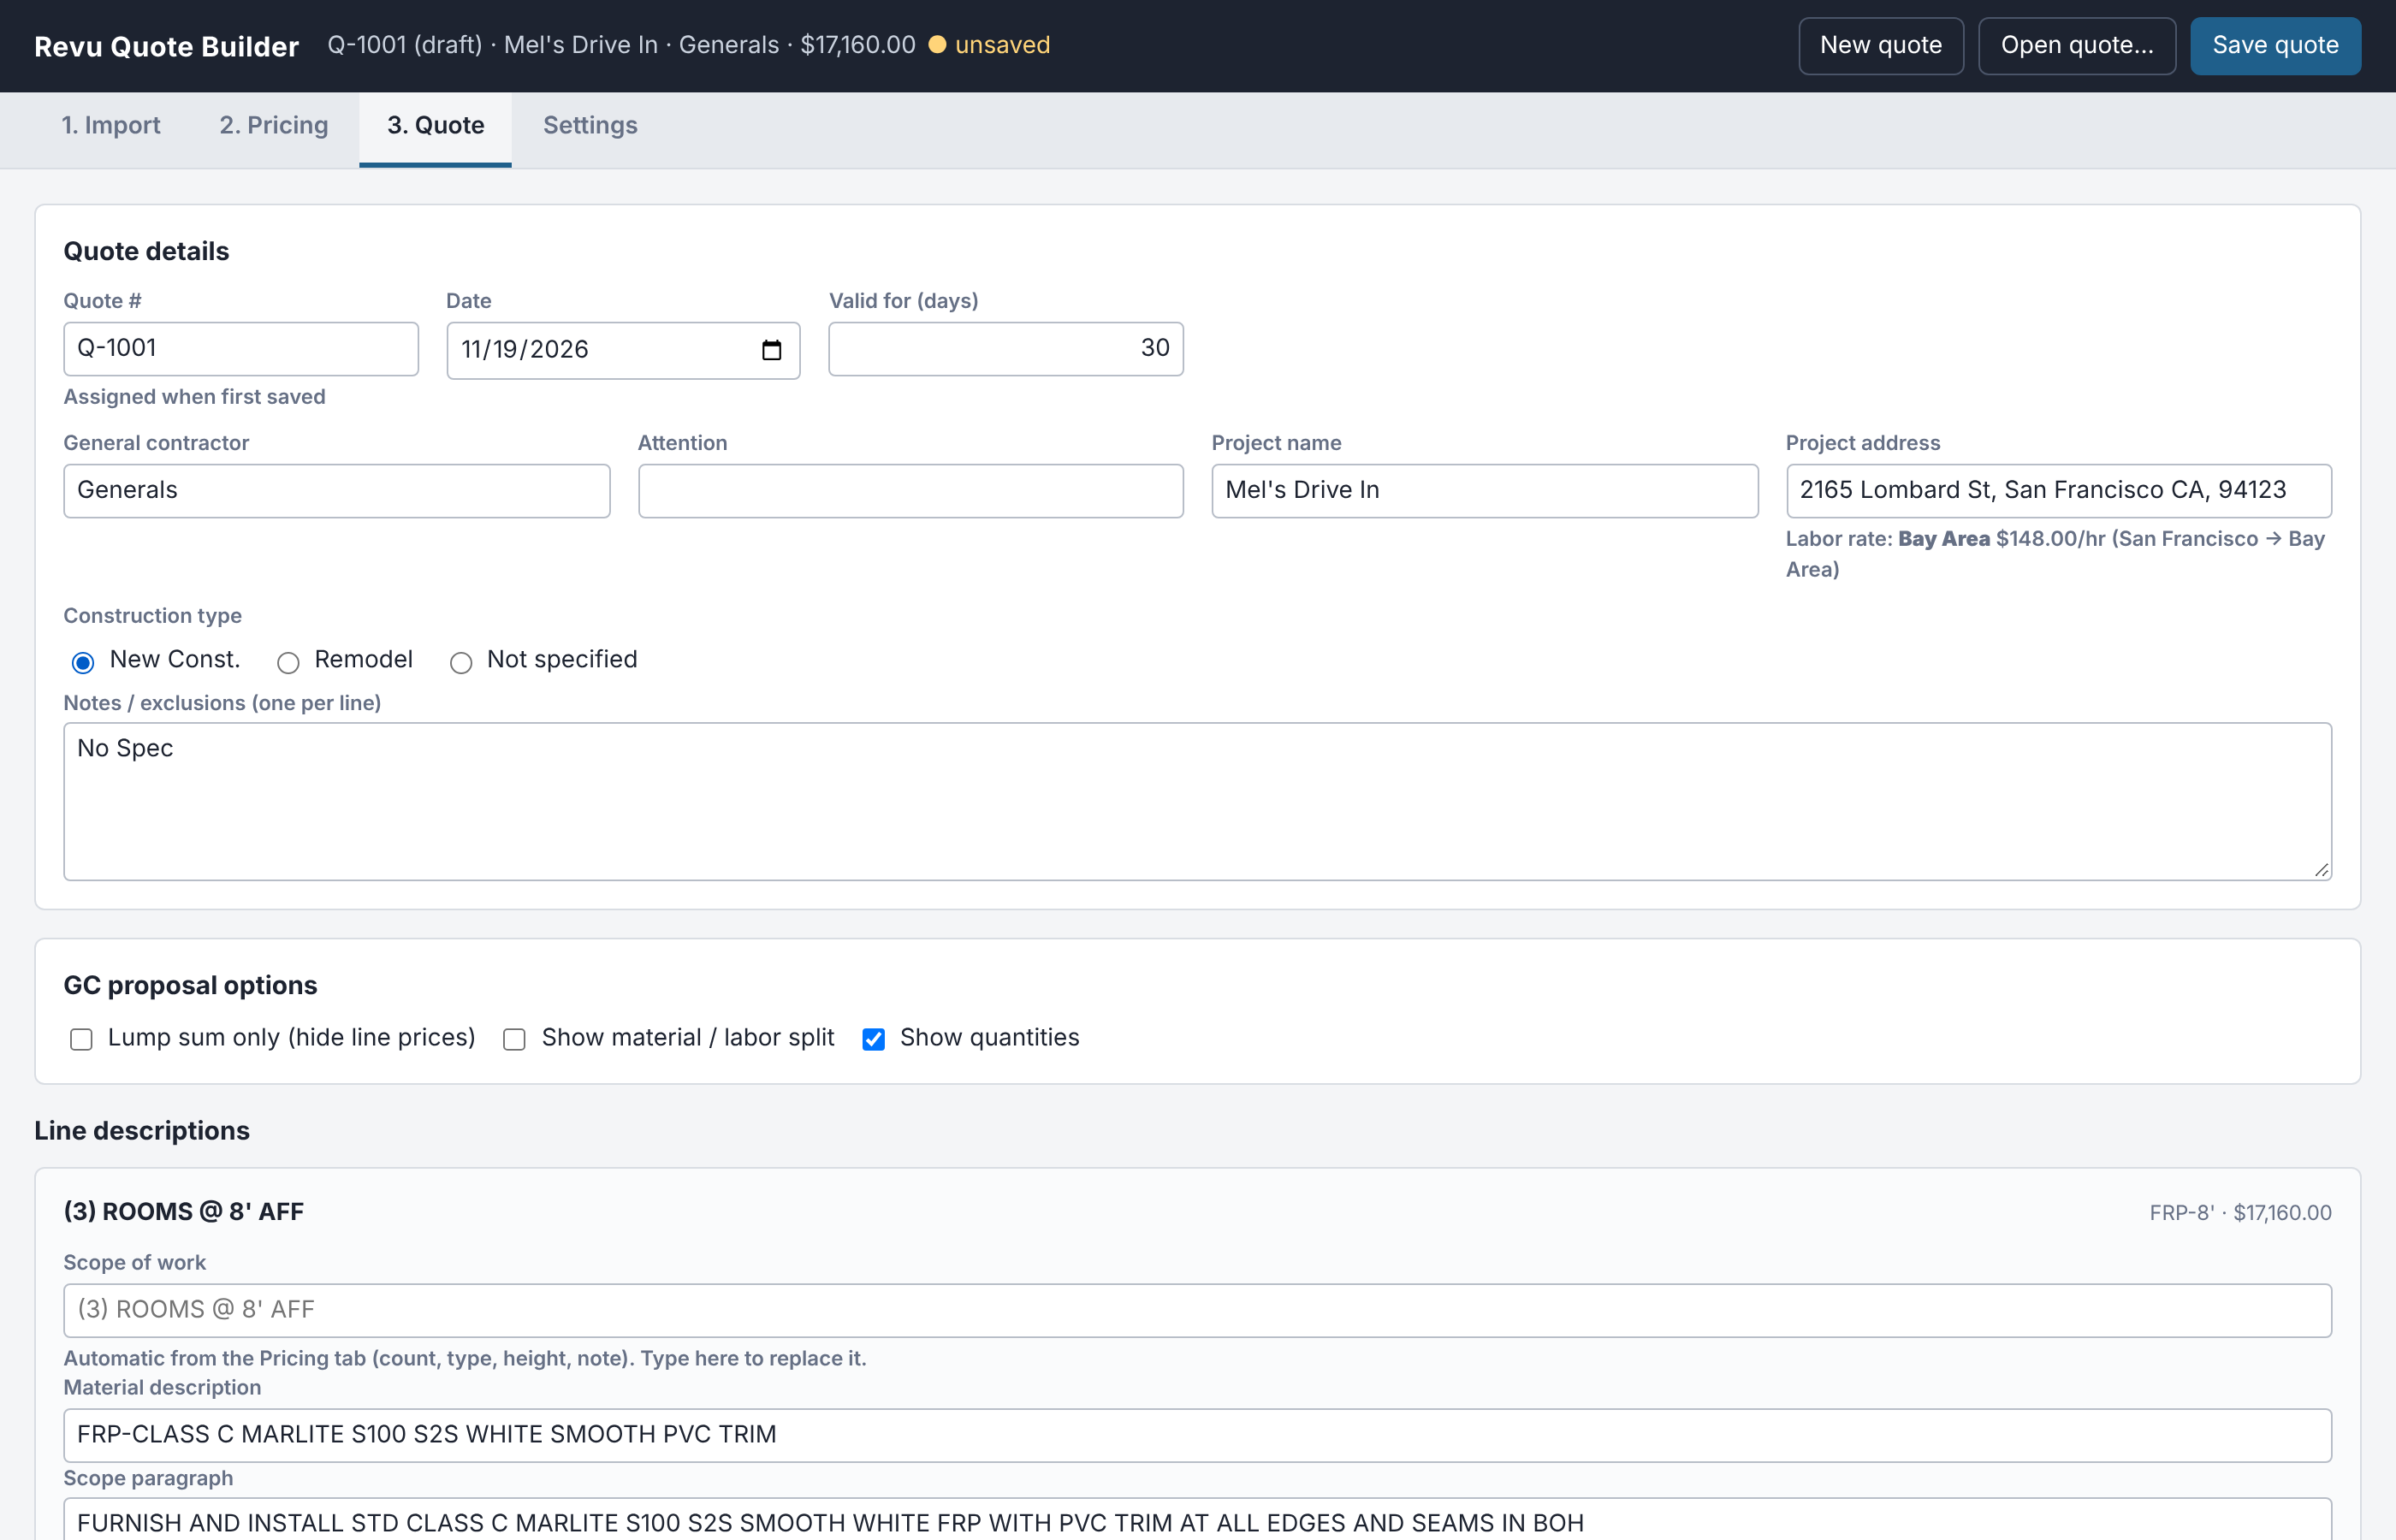 Revu Quote Builder Q-1001 (draft) · Mel's Drive In · Generals · $17,160.00 unsaved New quote Open quote... Save quote
1. Import 2. Pricing 3. Quote Settings
Quote details
Quote # Date Valid for (days)
Q-1001 11/19/2026 30
Assigned when first saved
General contractor Attention Project name Project address
Generals Mel's Drive In 2165 Lombard St, San Francisco CA, 94123
Labor rate: Bay Area $148.00/hr (San Francisco → Bay
Area)
Construction type
New Const. Remodel Not specified
Notes / exclusions (one per line)
No Spec
GC proposal options
Lump sum only (hide line prices) Show material / labor split Show quantities
Line descriptions
(3) ROOMS @ 8' AFF FRP-8' · $17,160.00
Scope of work
(3) ROOMS @ 8' AFF
Automatic from the Pricing tab (count, type, height, note). Type here to replace it.
Material description
FRP-CLASS C MARLITE S100 S2S WHITE SMOOTH PVC TRIM
Scope paragraph
FURNISH AND INSTALL STD CLASS C MARLITE S100 S2S SMOOTH WHITE FRP WITH PVC TRIM AT ALL EDGES AND SEAMS IN BOH